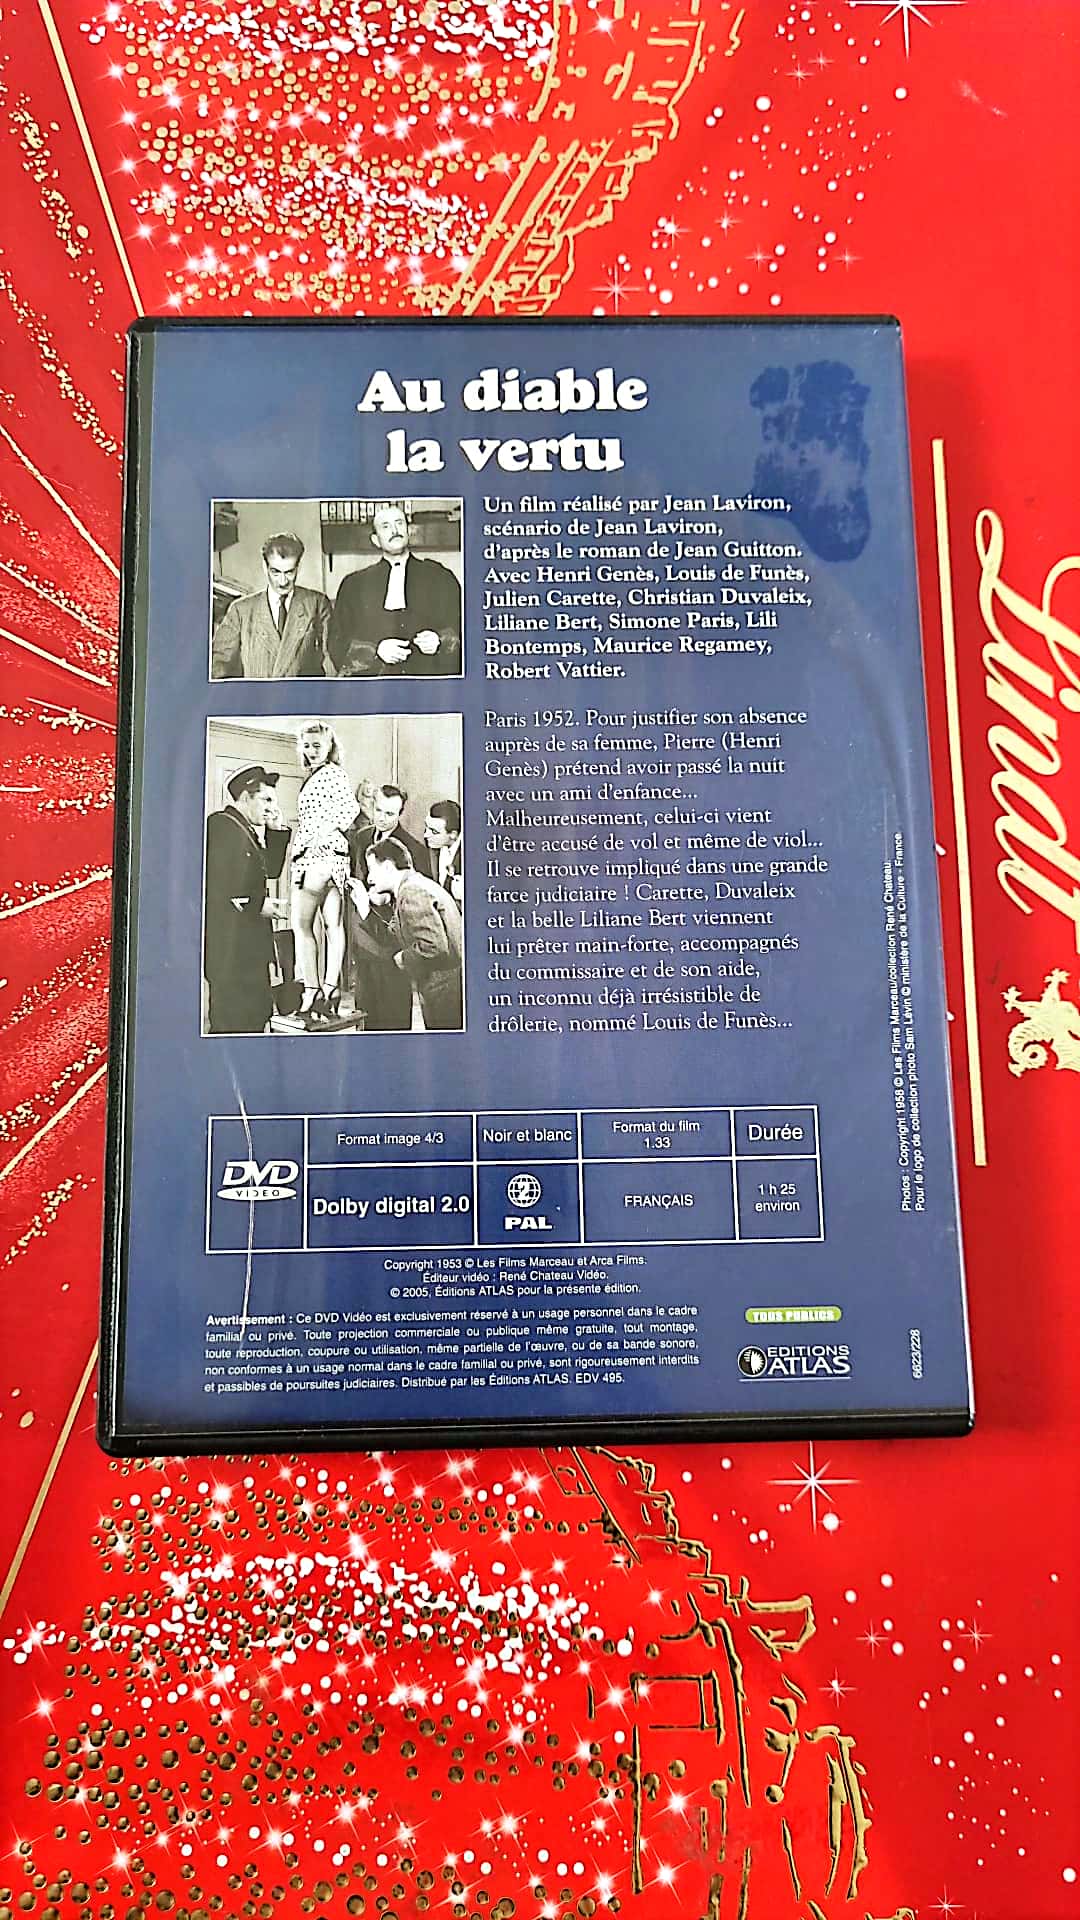 Au diable
la vertu
Un film réalisé par Jean Laviron,
scénario de Jean Laviron,
d'après le roman de Jean Guitton.
Avec Henri Genès, Louis de Funès,
Julien Carette, Christian Duvaleix,
Liliane Bert, Simone Paris, Lili
Bontemps, Maurice Regamey,
Robert Vattier.
Paris 1952. Pour justifier son absence
auprès de sa femme, Pierre (Henri
Genès) prétend avoir passé la nuit
avec un ami d'enfance...
Malheureusement, celui-ci vient
d'être accusé de vol et même de viol...
Il se retrouve impliqué dans une grande
farce judiciaire ! Carette, Duvaleix
et la belle Liliane Bert viennent
lui prêter main-forte, accompagnés
du commissaire et de son aide,
un inconnu déjà irrésistible de
drôlerie, nommé Louis de Funès...
DVD
VIDEO
Format image 4/3
Noir et blanc
Format du film
1.33
Durée
Dolby digital 2.0
2
PAL
FRANÇAIS
1 h 25
environ
Copyright 1953 © Les Films Marceau et Arca Films.
Éditeur vidéo : René Chateau Vidéo.
© 2005, Éditions ATLAS pour la présente édition.
Avertissement : Ce DVD Vidéo est exclusivement réservé à un usage personnel dans le cadre
familial ou privé. Toute projection commerciale ou publique même gratuite, tout montage,
toute reproduction, coupure ou utilisation, même partielle de l'œuvre, ou de sa bande sonore,
non conformes à un usage normal dans le cadre familial ou privé, sont rigoureusement interdits
et passibles de poursuites judiciaires. Distribué par les Éditions ATLAS. EDV 495.
TOUS PUBLICS
EDITIONS
ATLAS
6623/228
Photos : Copyright 1958 © Les Films Marceau/collection René Chateau.
Pour le logo de collection photo Sam Lévin © ministère de la Culture - France
Lindt